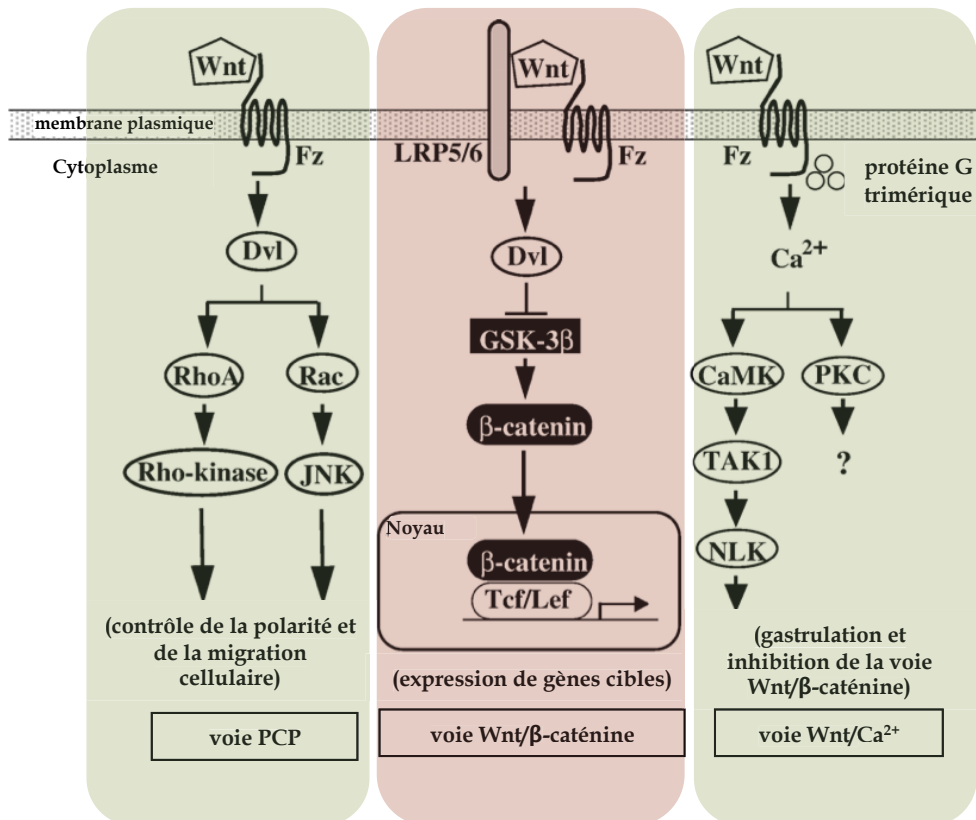 Wnt
membrane plasmique
Cytoplasme
Fz
Dvl
RhoA
Rac
Rho-kinase
JNK
(contrôle de la polarité et
de la migration
cellulaire)
voie PCP
Wnt
LRP5/6
Fz
Dvl
GSK-3β
β-catenin
Noyau
β-catenin
Tcf/Lef
(expression de gènes cibles)
voie Wnt/β-caténine
Wnt
Fz
protéine G
trimérique
Ca²⁺
CaMK
PKC
TAK1
?
NLK
(gastrulation et
inhibition de la voie
Wnt/β-caténine)
voie Wnt/Ca²⁺